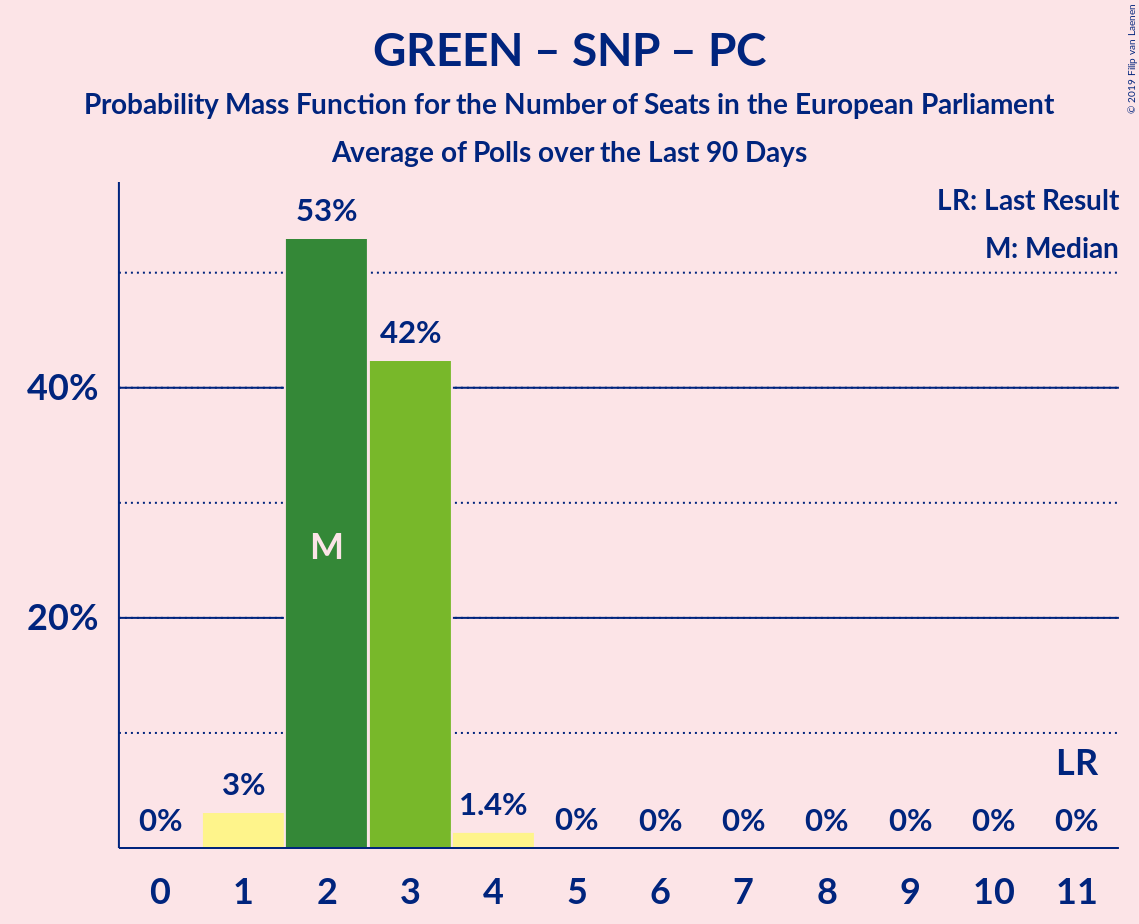 GREEN – SNP – PC
Probability Mass Function for the Number of Seats in the European Parliament
Average of Polls over the Last 90 Days
© 2019 Filip van Laenen
LR: Last Result
M: Median
53%
42%
40%
M
20%
LR
0% 3% 1.4% 0% 0% 0% 0% 0% 0% 0%
0 1 2 3 4 5 6 7 8 9 10 11